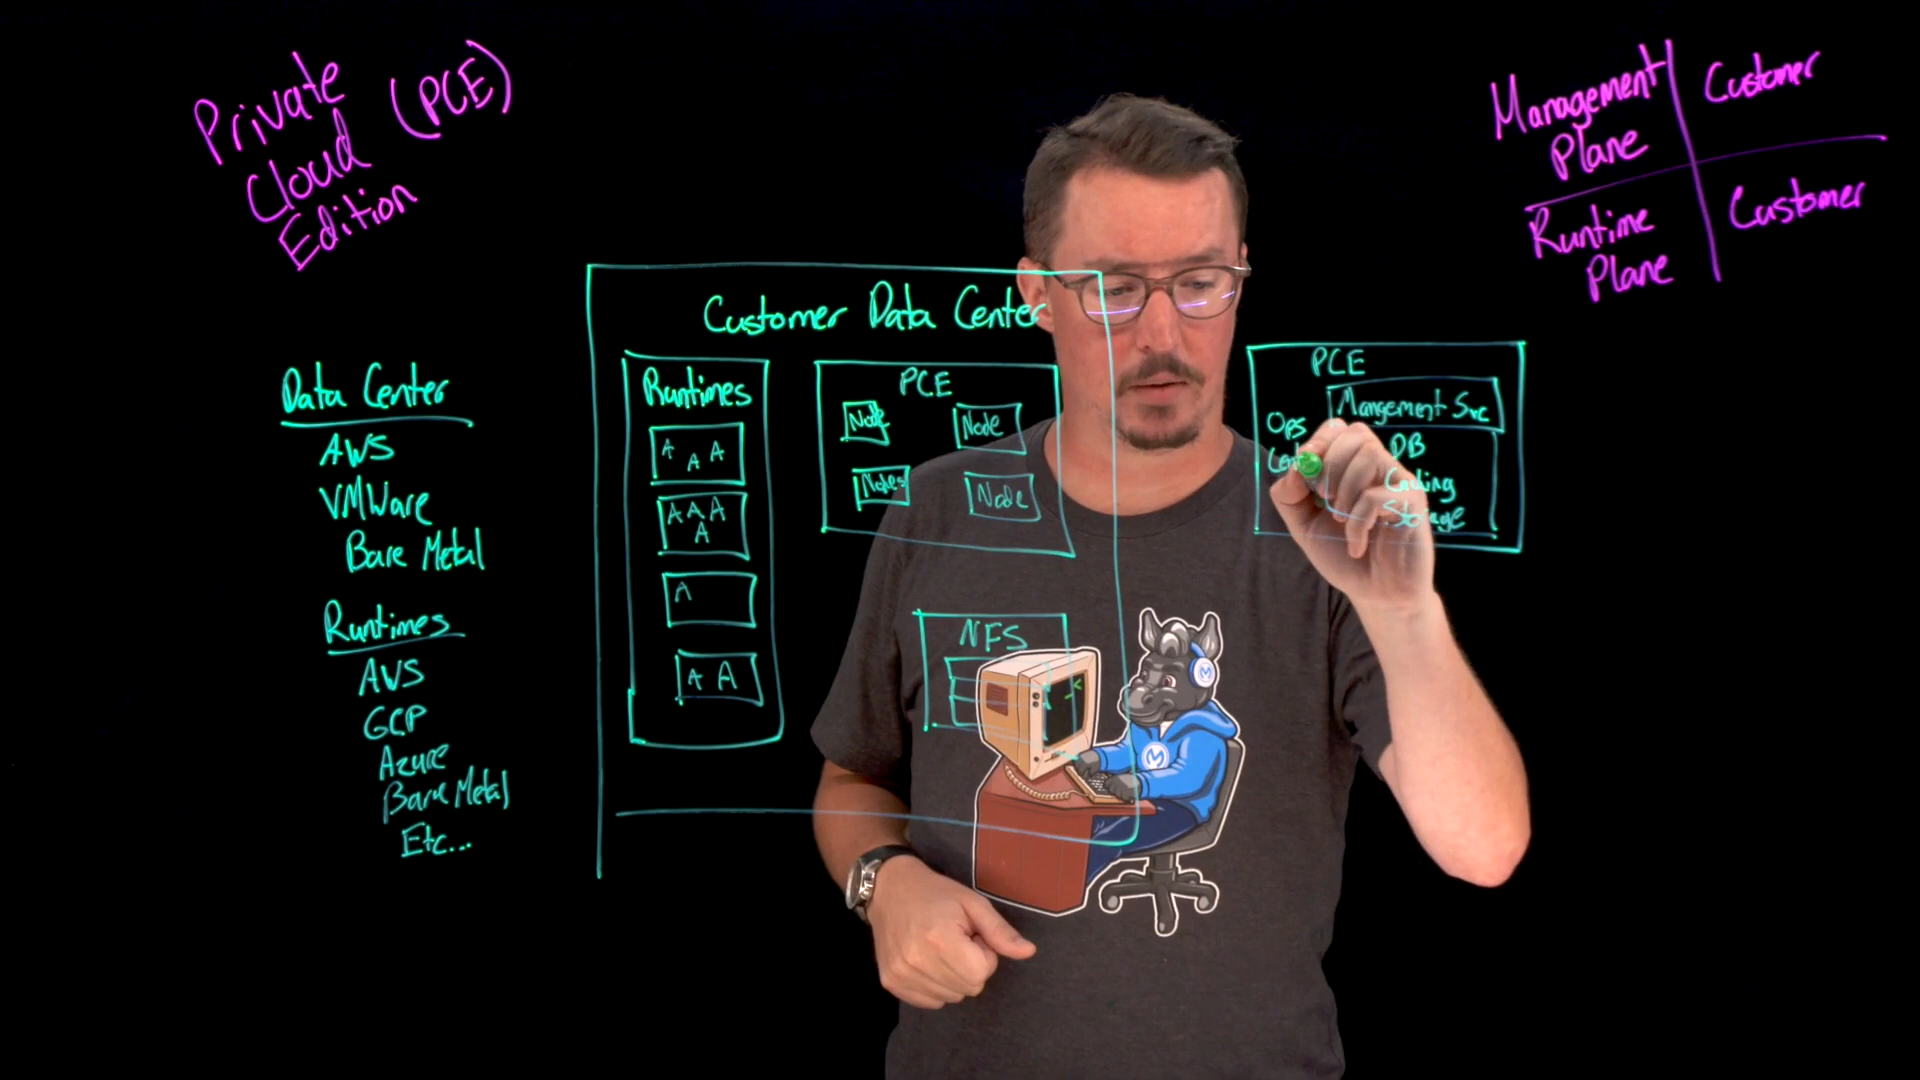 Private
Cloud (PCE)
Edition
Management
Plane
Customer
Runtime
Plane
Customer
Data Center
AWS
VMWare
Bare Metal
Runtimes
AWS
GCP
Azure
Bare Metal
Etc...
Customer Data Center
Runtimes
A A A
A A A
A
A
A A
PCE
Node
Node
Nodes
Node
NFS
PCE
Mangement Svc
Ops
DB
Caching
Storage